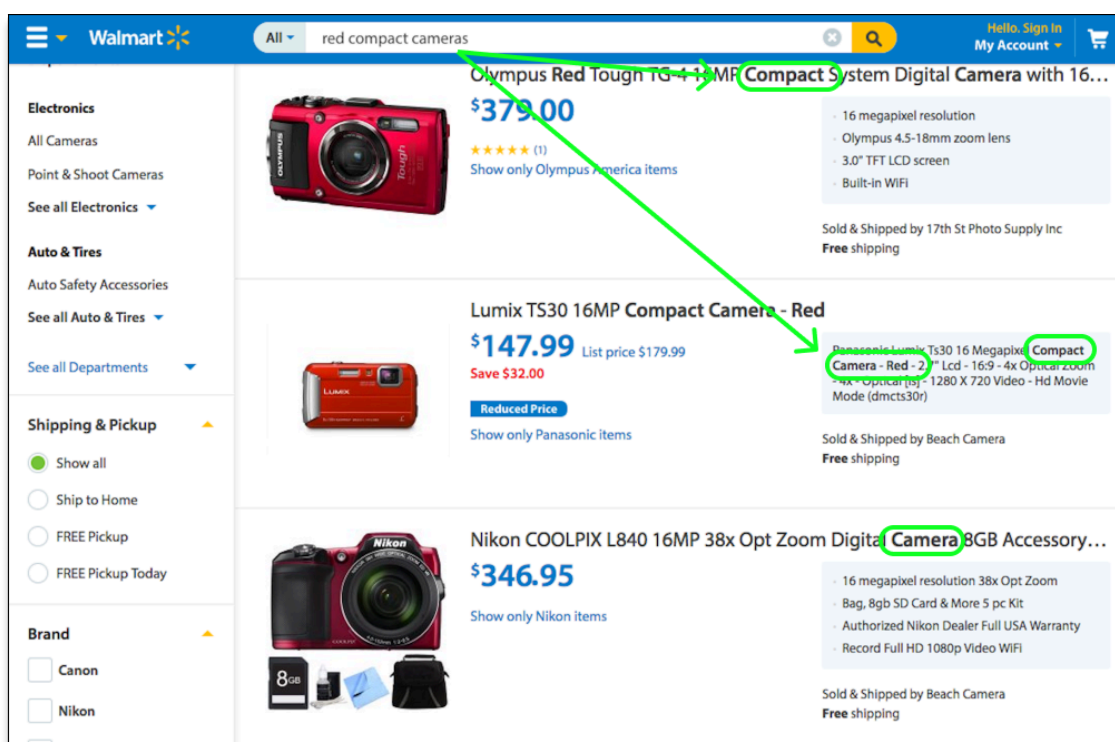 Walmart
All
red compact cameras
Hello. Sign In
My Account
Electronics
All Cameras
Point & Shoot Cameras
See all Electronics
Auto & Tires
Auto Safety Accessories
See all Auto & Tires
See all Departments
Shipping & Pickup
Show all
Ship to Home
FREE Pickup
FREE Pickup Today
Brand
Canon
Nikon
Olympus Red Tough TG-4 16MP Compact System Digital Camera with 16...
$379.00
(1)
Show only Olympus America items
OLYMPUS
Tough
16 megapixel resolution
Olympus 4.5-18mm zoom lens
3.0" TFT LCD screen
Built-in WiFi
Sold & Shipped by 17th St Photo Supply Inc
Free shipping
Lumix TS30 16MP Compact Camera - Red
$147.99 List price $179.99
Save $32.00
Reduced Price
Show only Panasonic items
LUMIX
Panasonic Lumix Ts30 16 Megapixel Compact
Camera - Red - 2.7" Lcd - 16:9 - 4x Optical Zoom
- 4x - Optical [is] - 1280 X 720 Video - Hd Movie
Mode (dmcts30r)
Sold & Shipped by Beach Camera
Free shipping
Nikon COOLPIX L840 16MP 38x Opt Zoom Digital Camera 8GB Accessory...
$346.95
Show only Nikon items
Nikon
COOLPIX
8GB
16 megapixel resolution 38x Opt Zoom
Bag, 8gb SD Card & More 5 pc Kit
Authorized Nikon Dealer Full USA Warranty
Record Full HD 1080p Video WiFi
Sold & Shipped by Beach Camera
Free shipping